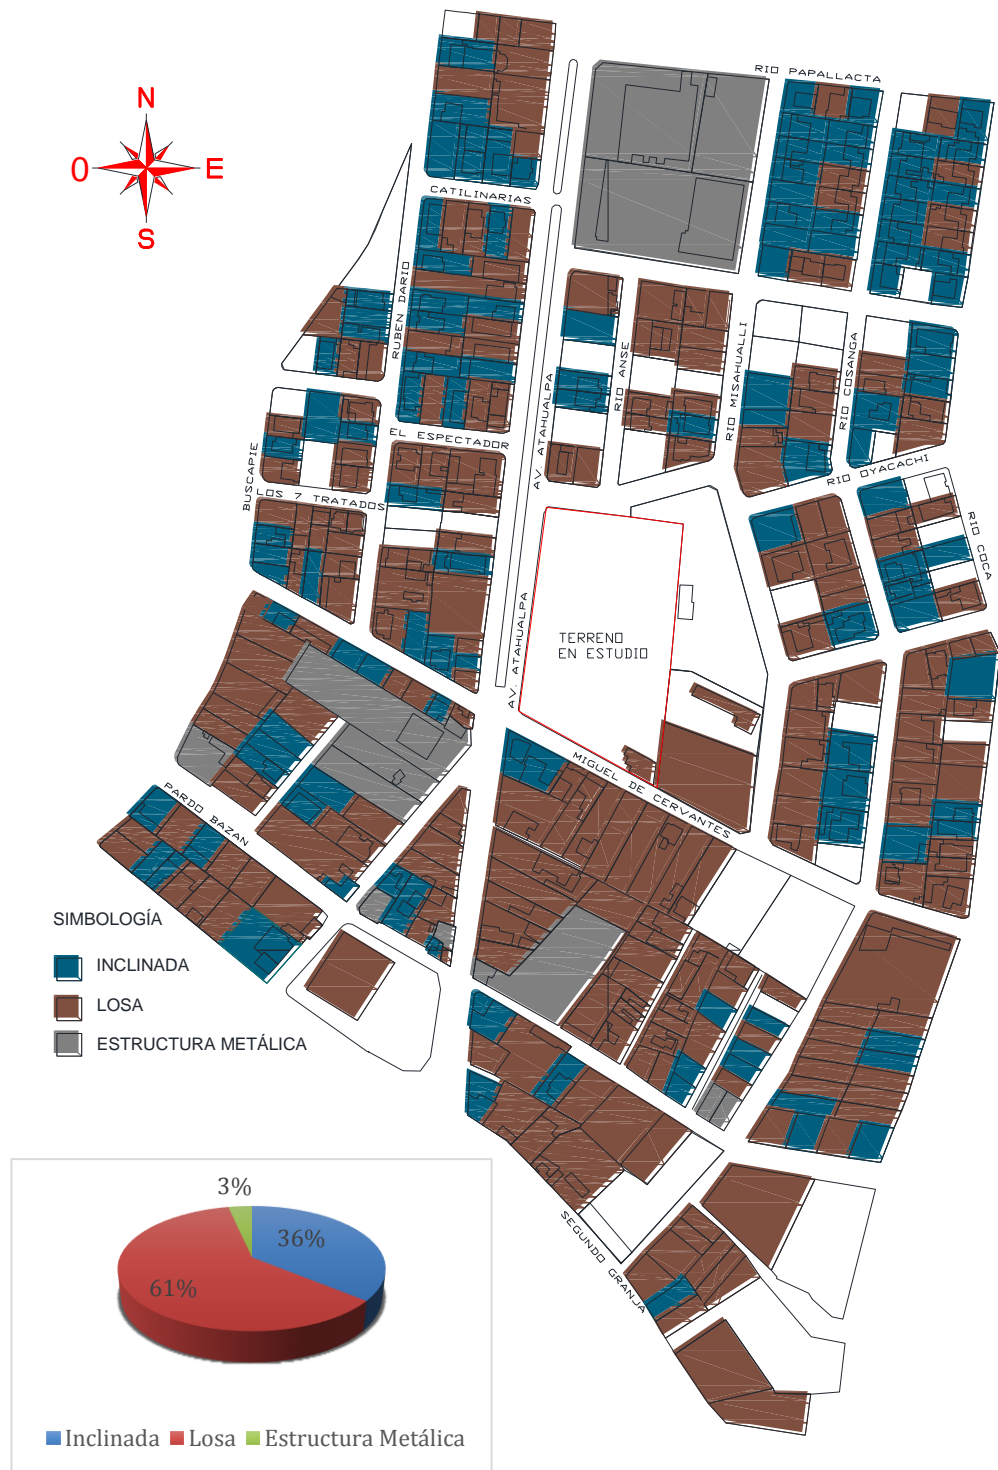 N
O
E
S
RIO PAPALLACTA
CATILINARIAS
RUBEN DARIO
RIO ANSE
RIO MISAHUALLI
RIO COSANGA
AV. ATAHUALPA
EL ESPECTADOR
BUSCAPIE
LOS 7 TRATADOS
RIO OYACACHI
RIO COCA
AV. ATAHUALPA
TERRENO
EN ESTUDIO
MIGUEL DE CERVANTES
PARDO BAZAN
SIMBOLOGÍA
INCLINADA
LOSA
ESTRUCTURA METÁLICA
SEGUNDO GRANJA
3%
36%
61%
Inclinada Losa Estructura Metálica